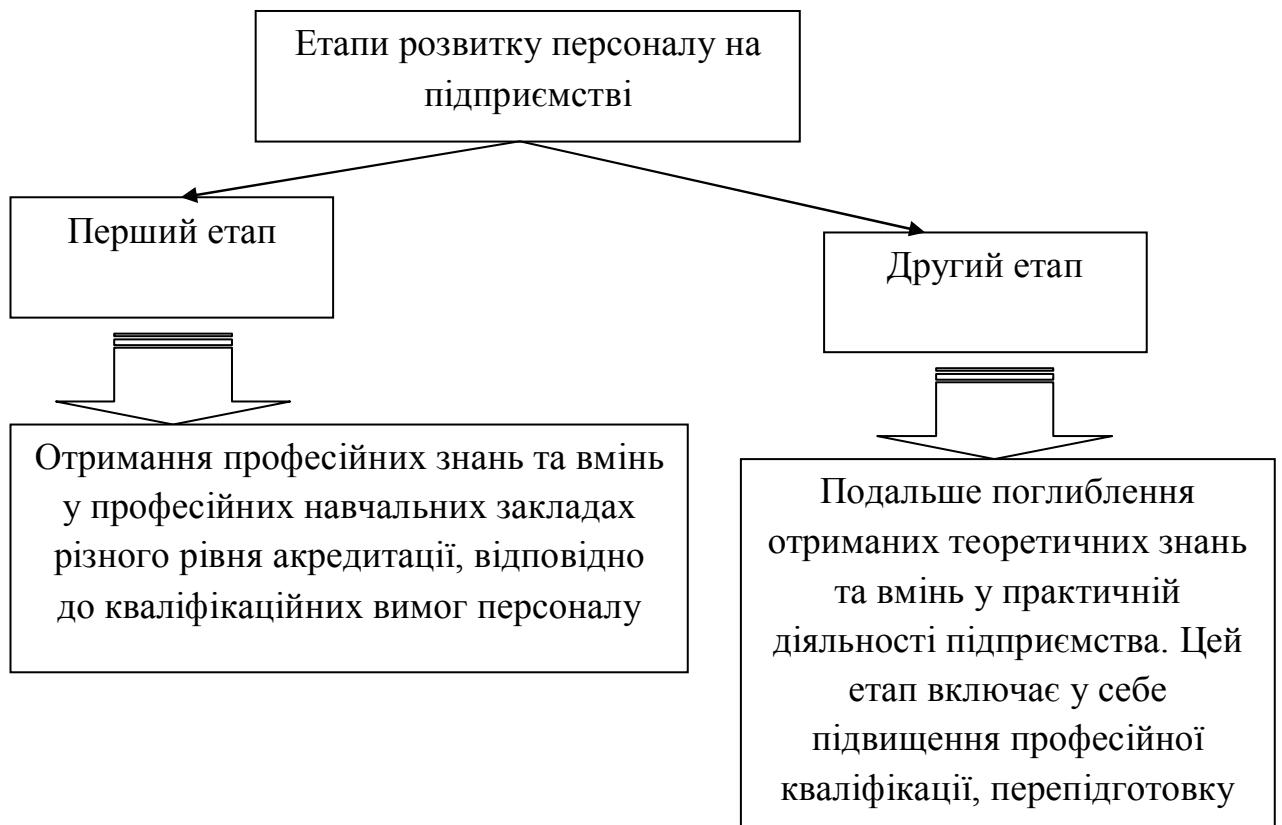 Етапи розвитку персоналу на
підприємстві
Перший етап
Другий етап
Отримання професійних знань та вмінь
у професійних навчальних закладах
різного рівня акредитації, відповідно
до кваліфікаційних вимог персоналу
Подальше поглиблення
отриманих теоретичних знань
та вмінь у практичній
діяльності підприємства. Цей
етап включає у себе
підвищення професійної
кваліфікації, перепідготовку